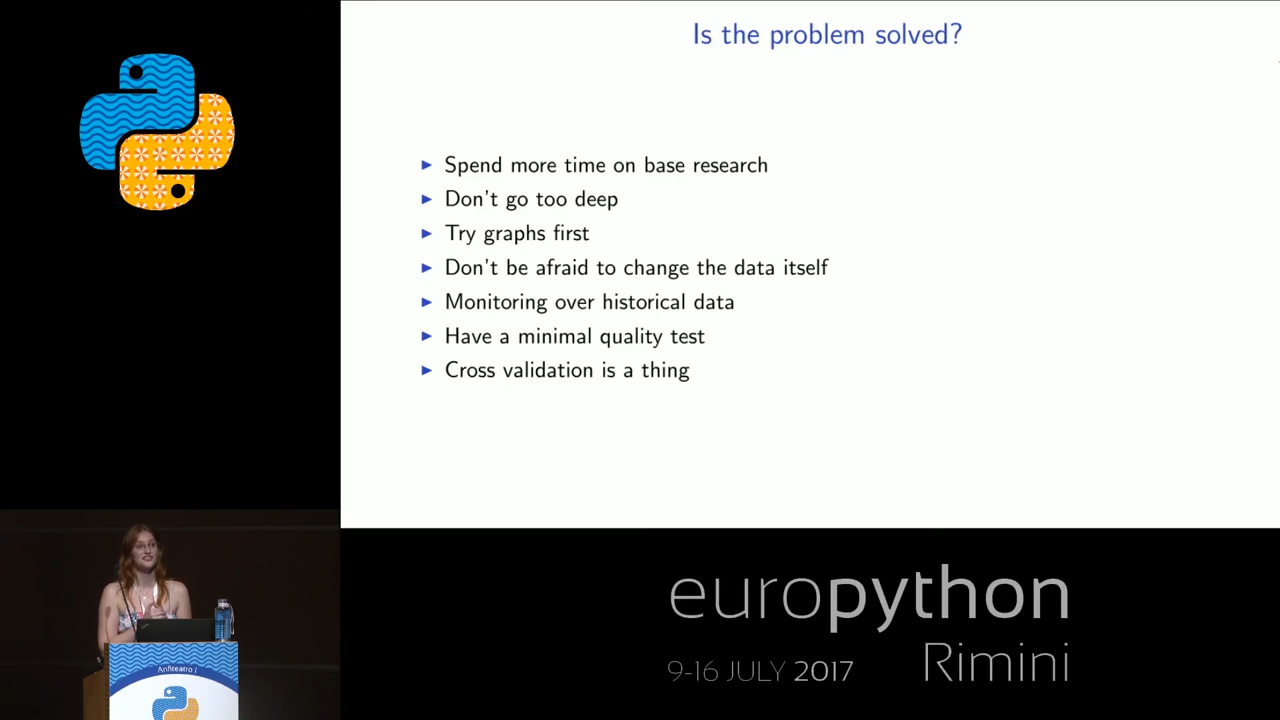 Is the problem solved?
Spend more time on base research
Don't go too deep
Try graphs first
Don't be afraid to change the data itself
Monitoring over historical data
Have a minimal quality test
Cross validation is a thing
Anfiteatro 1
europython
9-16 JULY 2017 Rimini